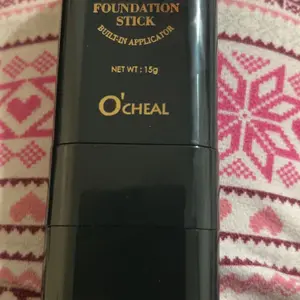 FOUNDATION
STICK
BUILT-IN APPLICATOR
NET WT : 15g
O'CHEAL